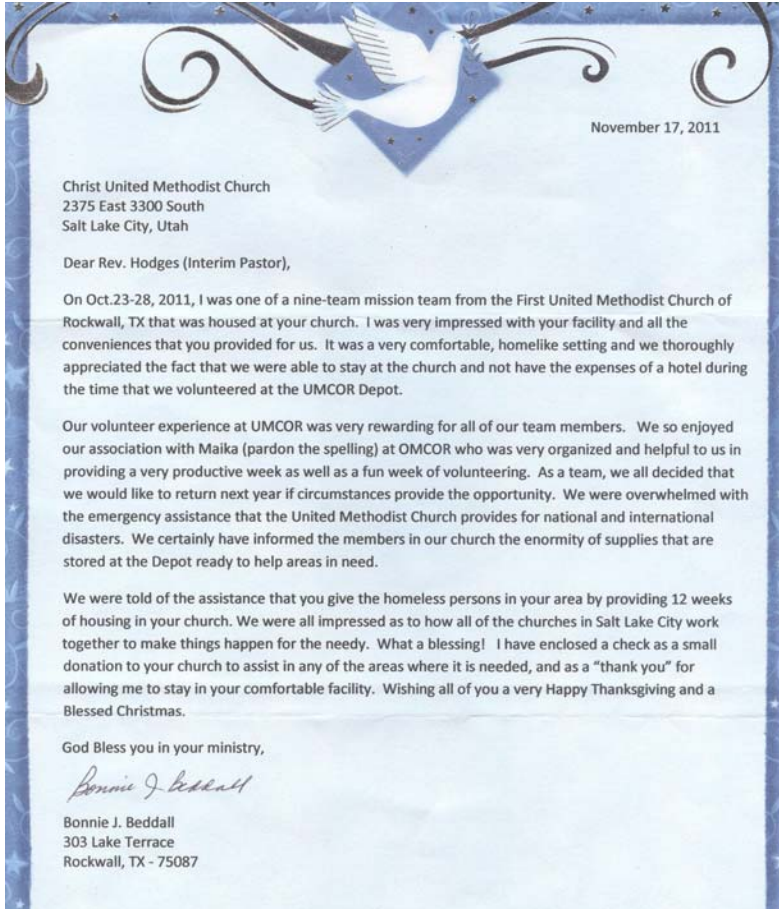 November 17, 2011
Christ United Methodist Church
2375 East 3300 South
Salt Lake City, Utah
Dear Rev. Hodges (Interim Pastor),
On Oct.23-28, 2011, I was one of a nine-team mission team from the First United Methodist Church of
Rockwall, TX that was housed at your church. I was very impressed with your facility and all the
conveniences that you provided for us. It was a very comfortable, homelike setting and we thoroughly
appreciated the fact that we were able to stay at the church and not have the expenses of a hotel during
the time that we volunteered at the UMCOR Depot.
Our volunteer experience at UMCOR was very rewarding for all of our team members. We so enjoyed
our association with Maika (pardon the spelling) at OMCOR who was very organized and helpful to us in
providing a very productive week as well as a fun week of volunteering. As a team, we all decided that
we would like to return next year if circumstances provide the opportunity. We were overwhelmed with
the emergency assistance that the United Methodist Church provides for national and international
disasters. We certainly have informed the members in our church the enormity of supplies that are
stored at the Depot ready to help areas in need.
We were told of the assistance that you give the homeless persons in your area by providing 12 weeks
of housing in your church. We were all impressed as to how all of the churches in Salt Lake City work
together to make things happen for the needy. What a blessing! I have enclosed a check as a small
donation to your church to assist in any of the areas where it is needed, and as a “thank you” for
allowing me to stay in your comfortable facility. Wishing all of you a very Happy Thanksgiving and a
Blessed Christmas.
God Bless you in your ministry,
Bonnie J. Beddall
Bonnie J. Beddall
303 Lake Terrace
Rockwall, TX - 75087